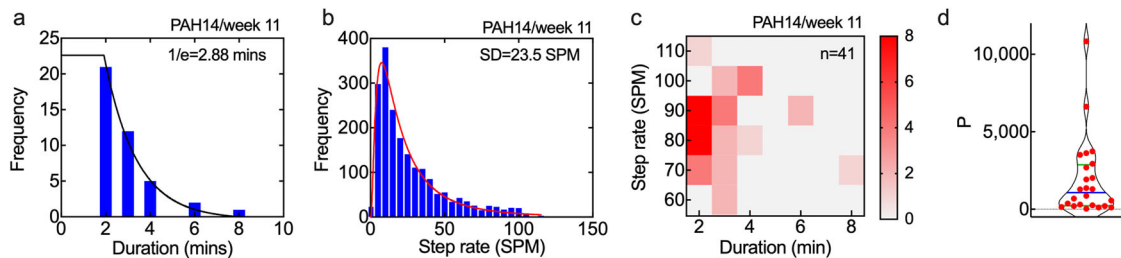 a
PAH14/week 11
1/e=2.88 mins
Frequency
25
20
15
10
5
0
0 2 4 6 8 10
Duration (mins)
b
PAH14/week 11
SD=23.5 SPM
Frequency
400
300
200
100
0
0 50 100 150
Step rate (SPM)
c
PAH14/week 11
n=41
Step rate (SPM)
110
100
90
80
70
60
2 4 6 8
Duration (min)
8
6
4
2
0
d
P
10,000
5,000
0